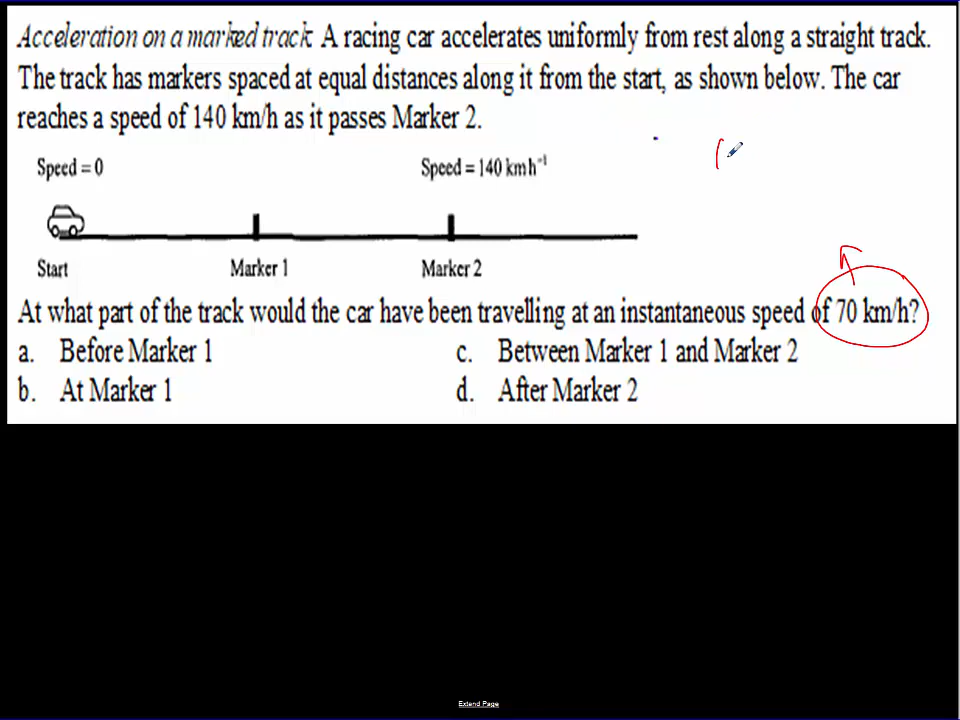 Acceleration on a marked track. A racing car accelerates uniformly from rest along a straight track.
The track has markers spaced at equal distances along it from the start, as shown below. The car
reaches a speed of 140 km/h as it passes Marker 2.
Speed = 0
Speed = 140 km h⁻¹
Start
Marker 1
Marker 2
At what part of the track would the car have been travelling at an instantaneous speed of 70 km/h?
a. Before Marker 1
c. Between Marker 1 and Marker 2
b. At Marker 1
d. After Marker 2
Extend Page